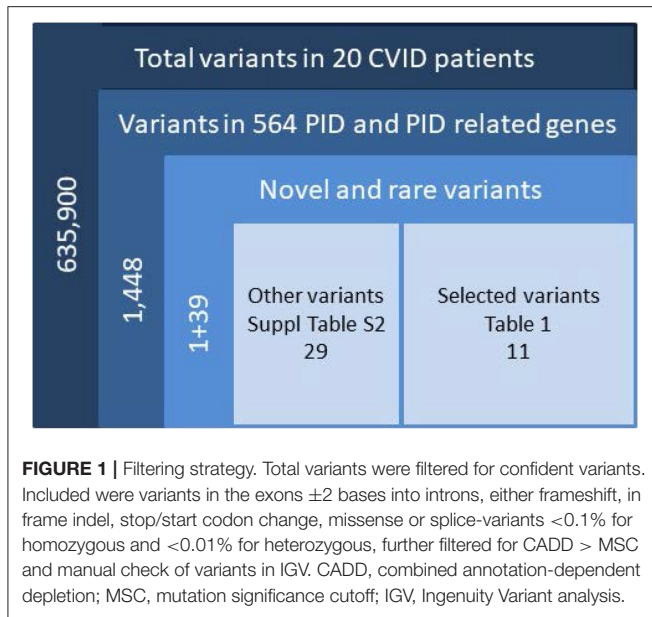 Total variants in 20 CVID patients
Variants in 564 PID and PID related genes
Novel and rare variants
635,900
1,448
1+39
Other variants
Suppl Table S2
29
Selected variants
Table 1
11
FIGURE 1 | Filtering strategy. Total variants were filtered for confident variants.
Included were variants in the exons ±2 bases into introns, either frameshift, in
frame indel, stop/start codon change, missense or splice-variants <0.1% for
homozygous and <0.01% for heterozygous, further filtered for CADD > MSC
and manual check of variants in IGV. CADD, combined annotation-dependent
depletion; MSC, mutation significance cutoff; IGV, Ingenuity Variant analysis.